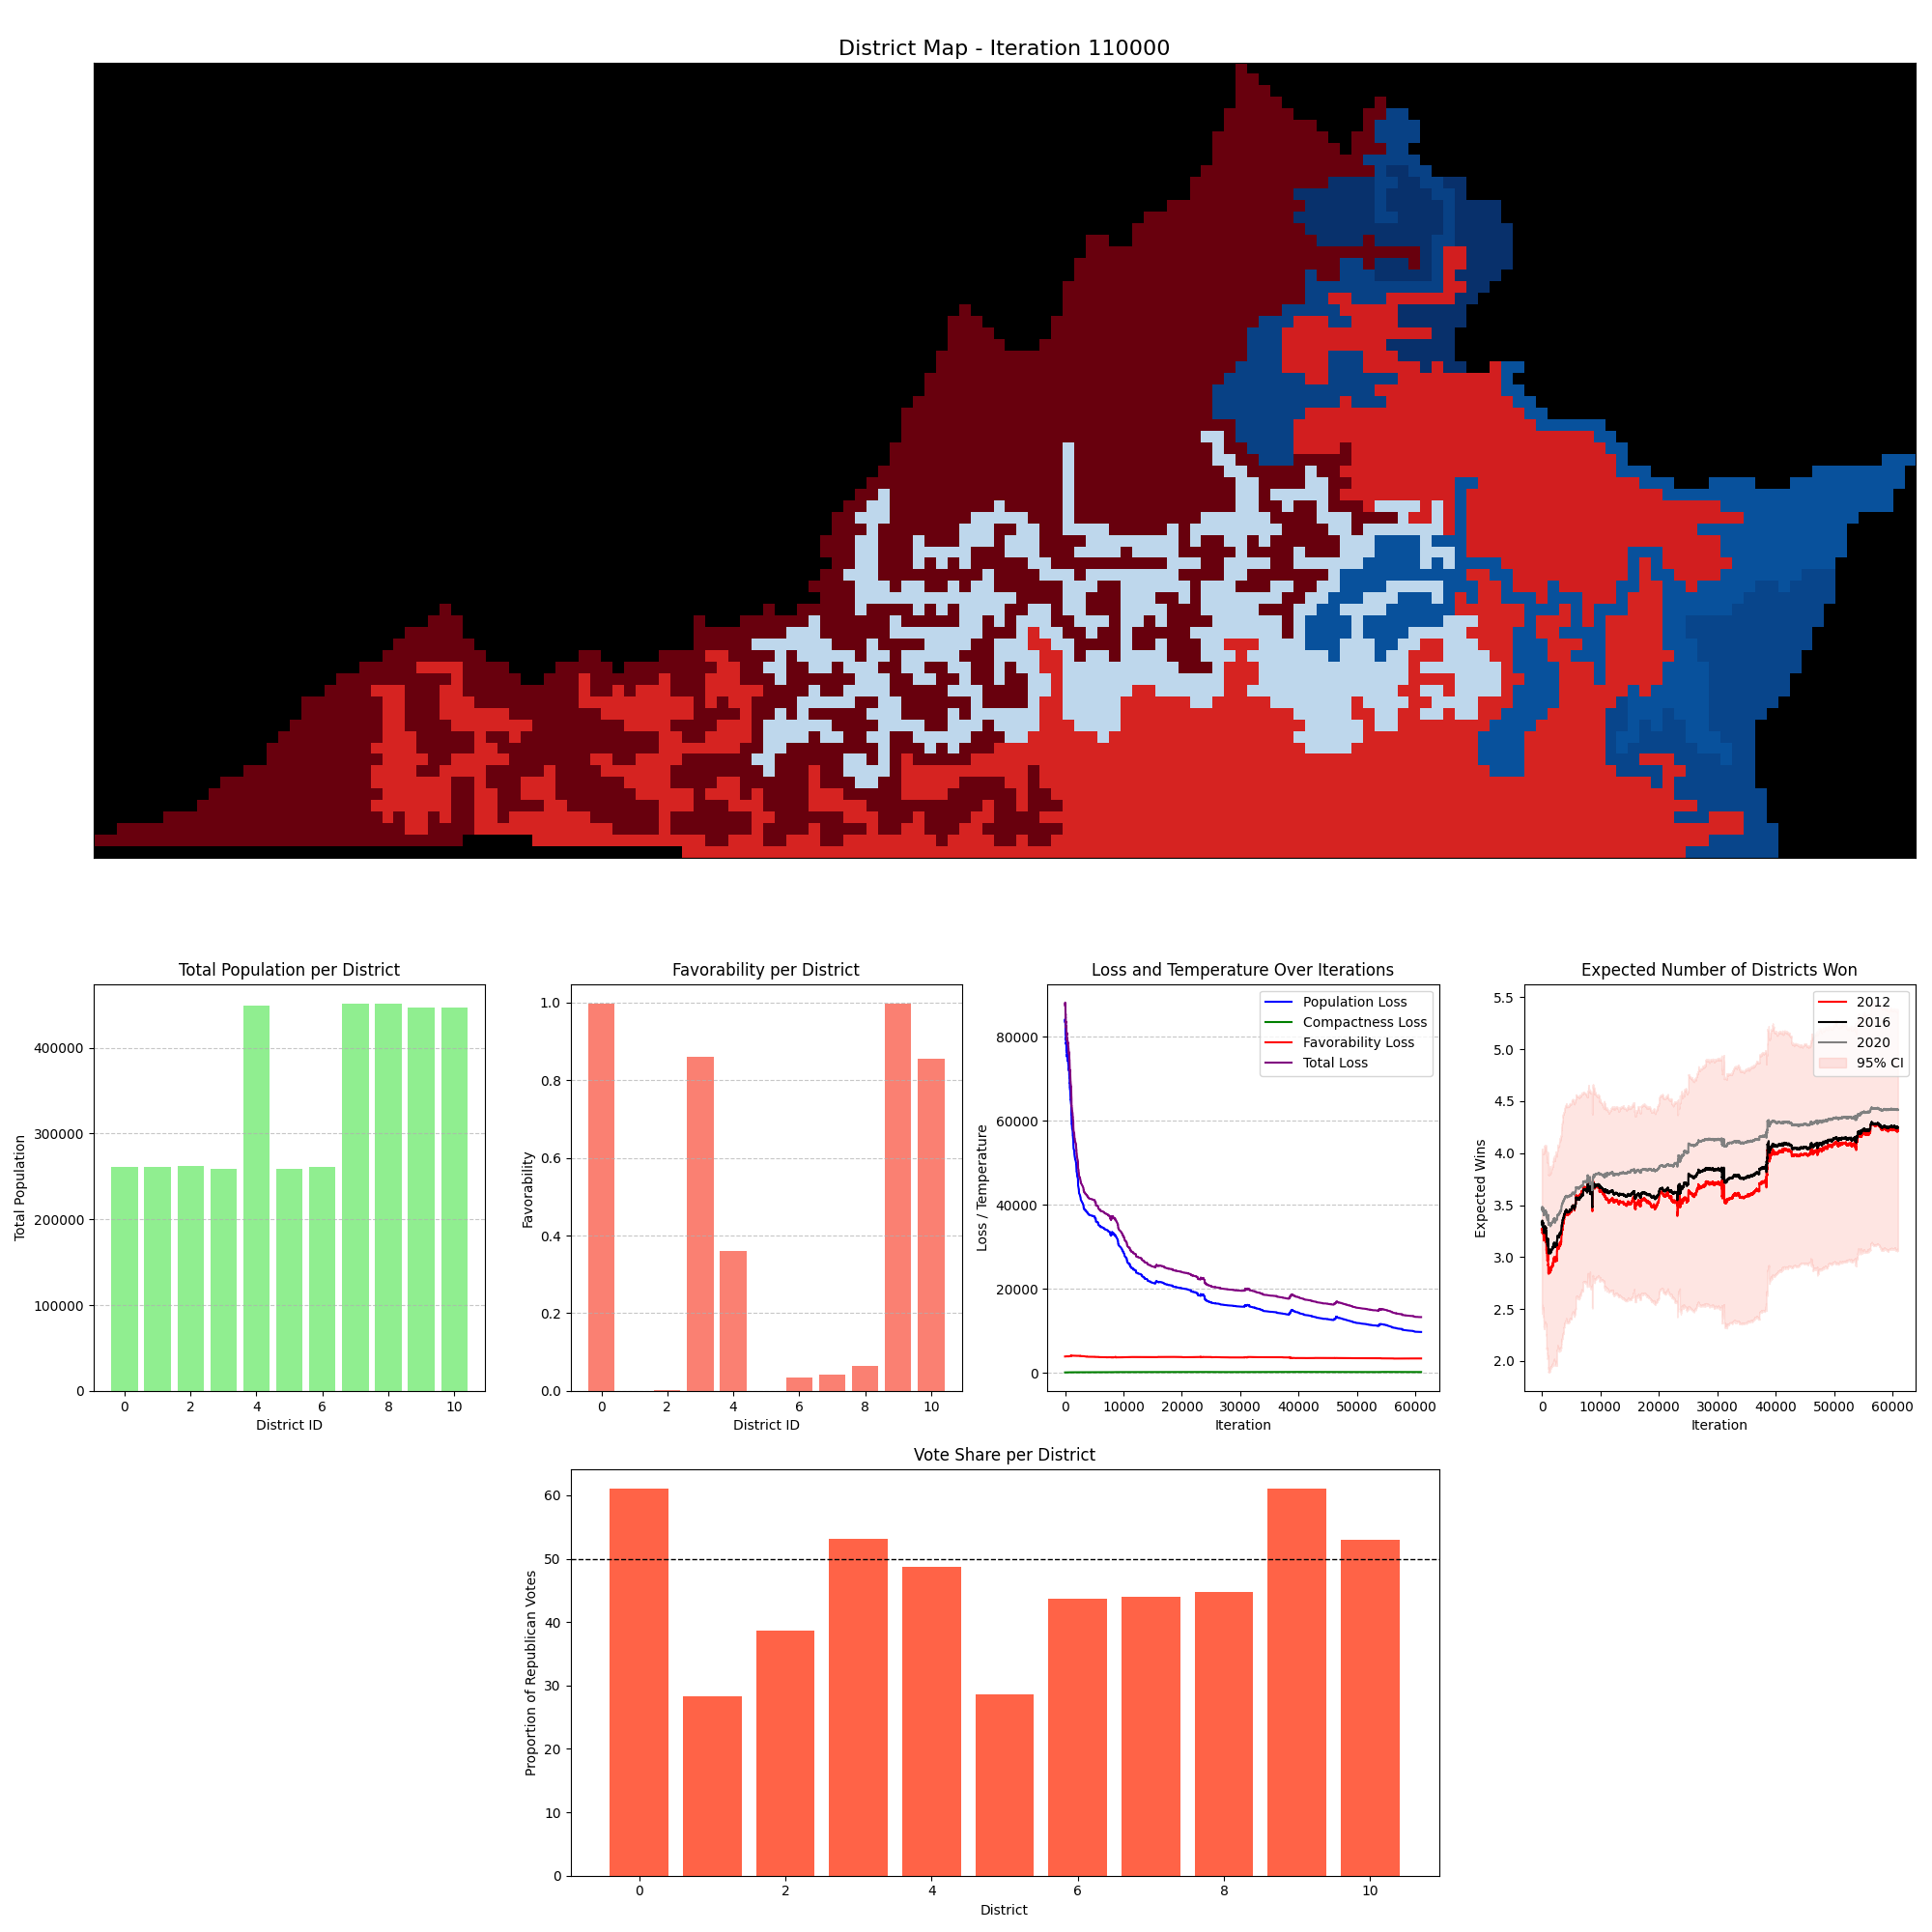 District Map - Iteration 110000
Total Population per District
Total Population
400000
300000
200000
100000
0
0 2 4 6 8 10
District ID
Favorability per District
Favorability
1.0
0.8
0.6
0.4
0.2
0.0
0 2 4 6 8 10
District ID
Loss and Temperature Over Iterations
Loss / Temperature
80000
60000
40000
20000
0
Population Loss
Compactness Loss
Favorability Loss
Total Loss
0 10000 20000 30000 40000 50000 60000
Iteration
Expected Number of Districts Won
Expected Wins
5.5
5.0
4.5
4.0
3.5
3.0
2.5
2.0
2012
2016
2020
95% CI
0 10000 20000 30000 40000 50000 60000
Iteration
Vote Share per District
Proportion of Republican Votes
60
50
40
30
20
10
0
0 2 4 6 8 10
District